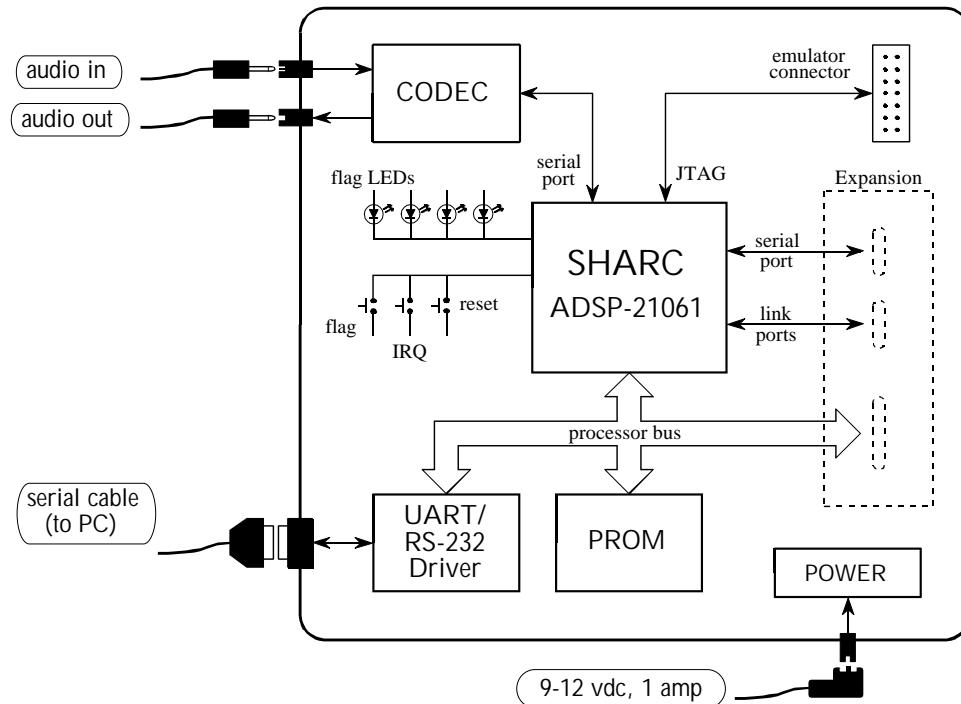 audio in
audio out
CODEC
emulator
connector
serial
port
JTAG
flag LEDs
Expansion
SHARC
ADSP-21061
serial
port
link
ports
flag
IRQ
reset
processor bus
serial cable
(to PC)
UART/
RS-232
Driver
PROM
POWER
9-12 vdc, 1 amp